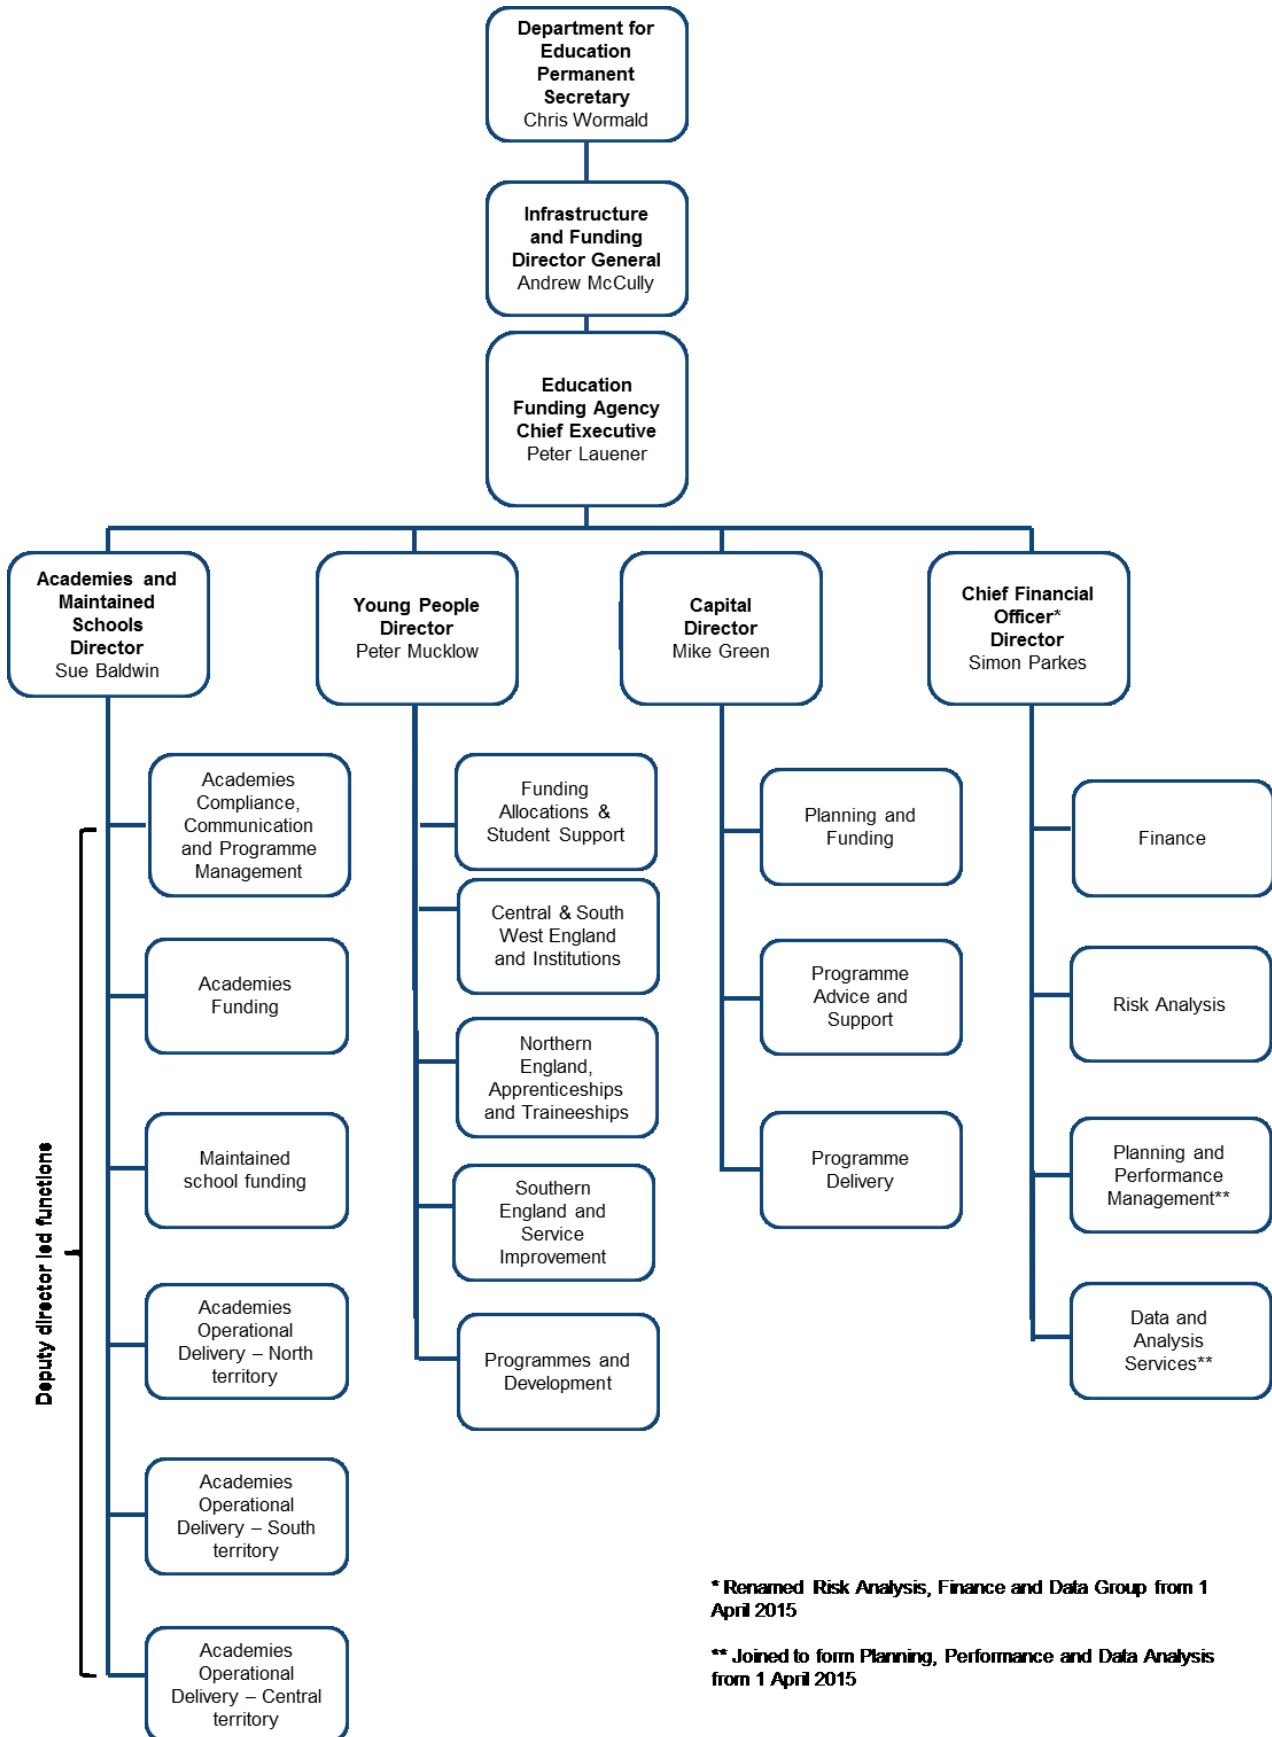 Department for
Education
Permanent
Secretary
Chris Wormald
Infrastructure
and Funding
Director General
Andrew McCully
Education
Funding Agency
Chief Executive
Peter Lauener
Academies and
Maintained
Schools
Director
Sue Baldwin
Young People
Director
Peter Mucklow
Capital
Director
Mike Green
Chief Financial
Officer*
Director
Simon Parkes
Deputy director led functions
Academies
Compliance,
Communication
and Programme
Management
Academies
Funding
Maintained
school funding
Academies
Operational
Delivery – North
territory
Academies
Operational
Delivery – South
territory
Academies
Operational
Delivery – Central
territory
Funding
Allocations &
Student Support
Central & South
West England
and Institutions
Northern
England,
Apprenticeships
and Traineeships
Southern
England and
Service
Improvement
Programmes and
Development
Planning and
Funding
Programme
Advice and
Support
Programme
Delivery
Finance
Risk Analysis
Planning and
Performance
Management**
Data and
Analysis
Services**
* Renamed Risk Analysis, Finance and Data Group from 1
April 2015
** Joined to form Planning, Performance and Data Analysis
from 1 April 2015